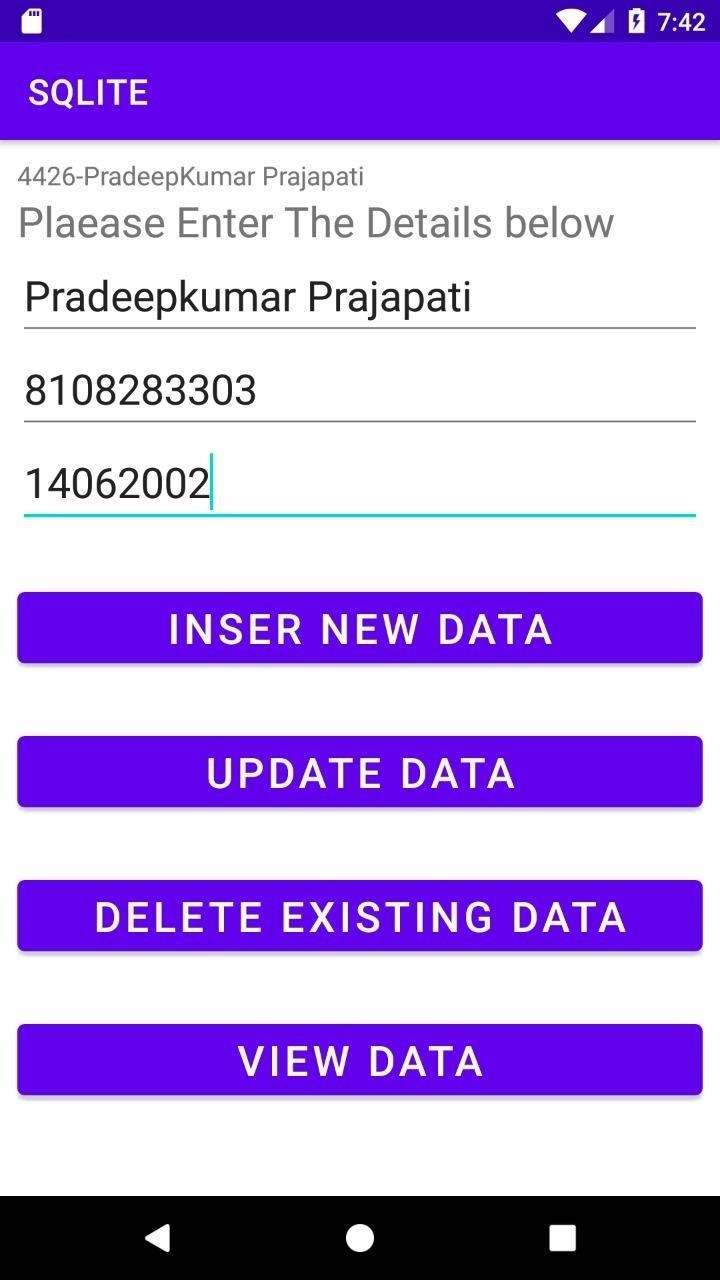 7:42
SQLITE
4426-PradeepKumar Prajapati
Plaease Enter The Details below
Pradeepkumar Prajapati
8108283303
14062002
INSER NEW DATA
UPDATE DATA
DELETE EXISTING DATA
VIEW DATA